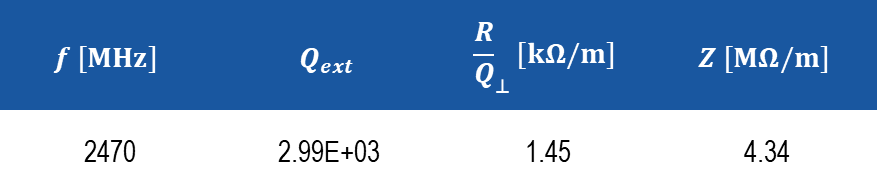 f [MHz] Q_ext R/Q_⊥ [kΩ/m] Z [MΩ/m]
2470 2.99E+03 1.45 4.34